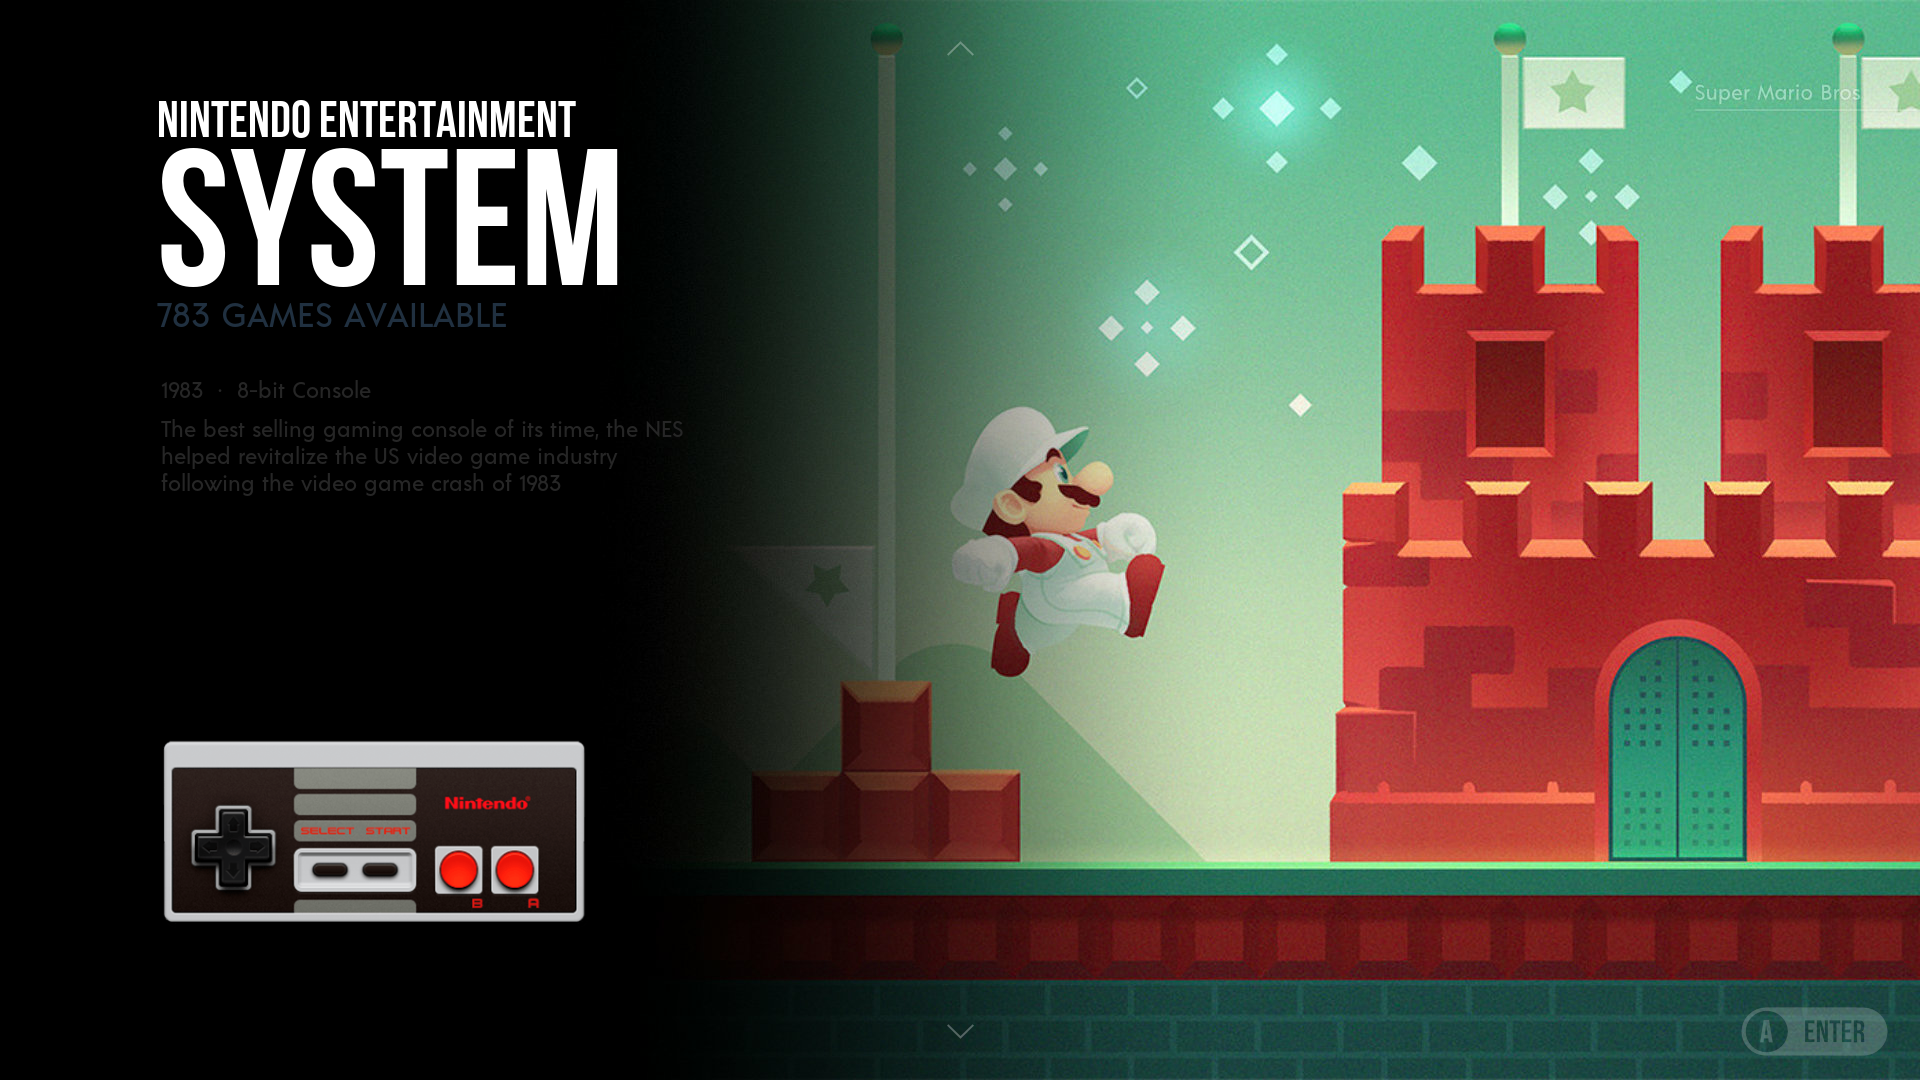 NINTENDO ENTERTAINMENT
SYSTEM
783 GAMES AVAILABLE
Super Mario Bros
1983 · 8-bit Console
The best selling gaming console of its time, the NES
helped revitalize the US video game industry
following the video game crash of 1983
Nintendo®
SELECT START
B A
A ENTER